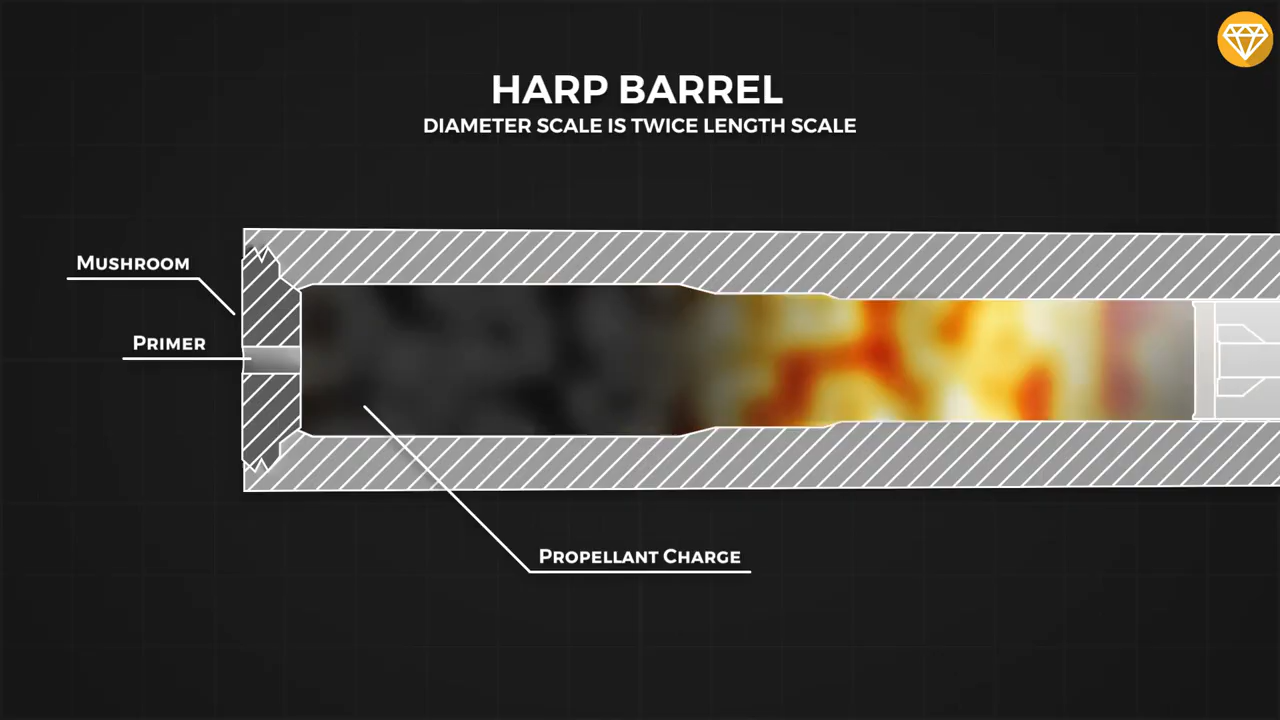 HARP BARREL
DIAMETER SCALE IS TWICE LENGTH SCALE
MUSHROOM
PRIMER
PROPELLANT CHARGE